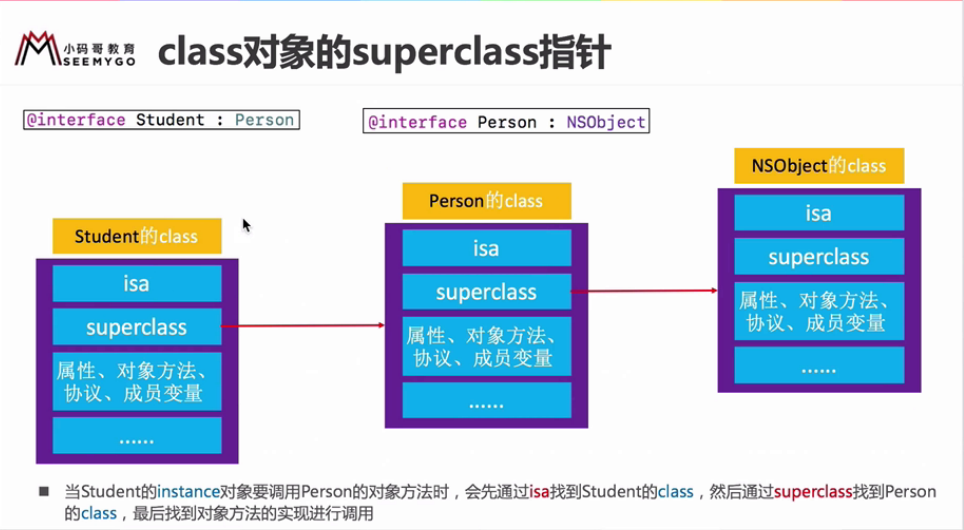 小码哥教育
SEEMYGO
class对象的superclass指针
@interface Student : Person
@interface Person : NSObject
Student的class
isa
superclass
属性、对象方法、
协议、成员变量
......
Person的class
isa
superclass
属性、对象方法、
协议、成员变量
......
NSObject的class
isa
superclass
属性、对象方法、
协议、成员变量
......
当Student的instance对象要调用Person的对象方法时，会先通过isa找到Student的class，然后通过superclass找到Person
的class，最后找到对象方法的实现进行调用